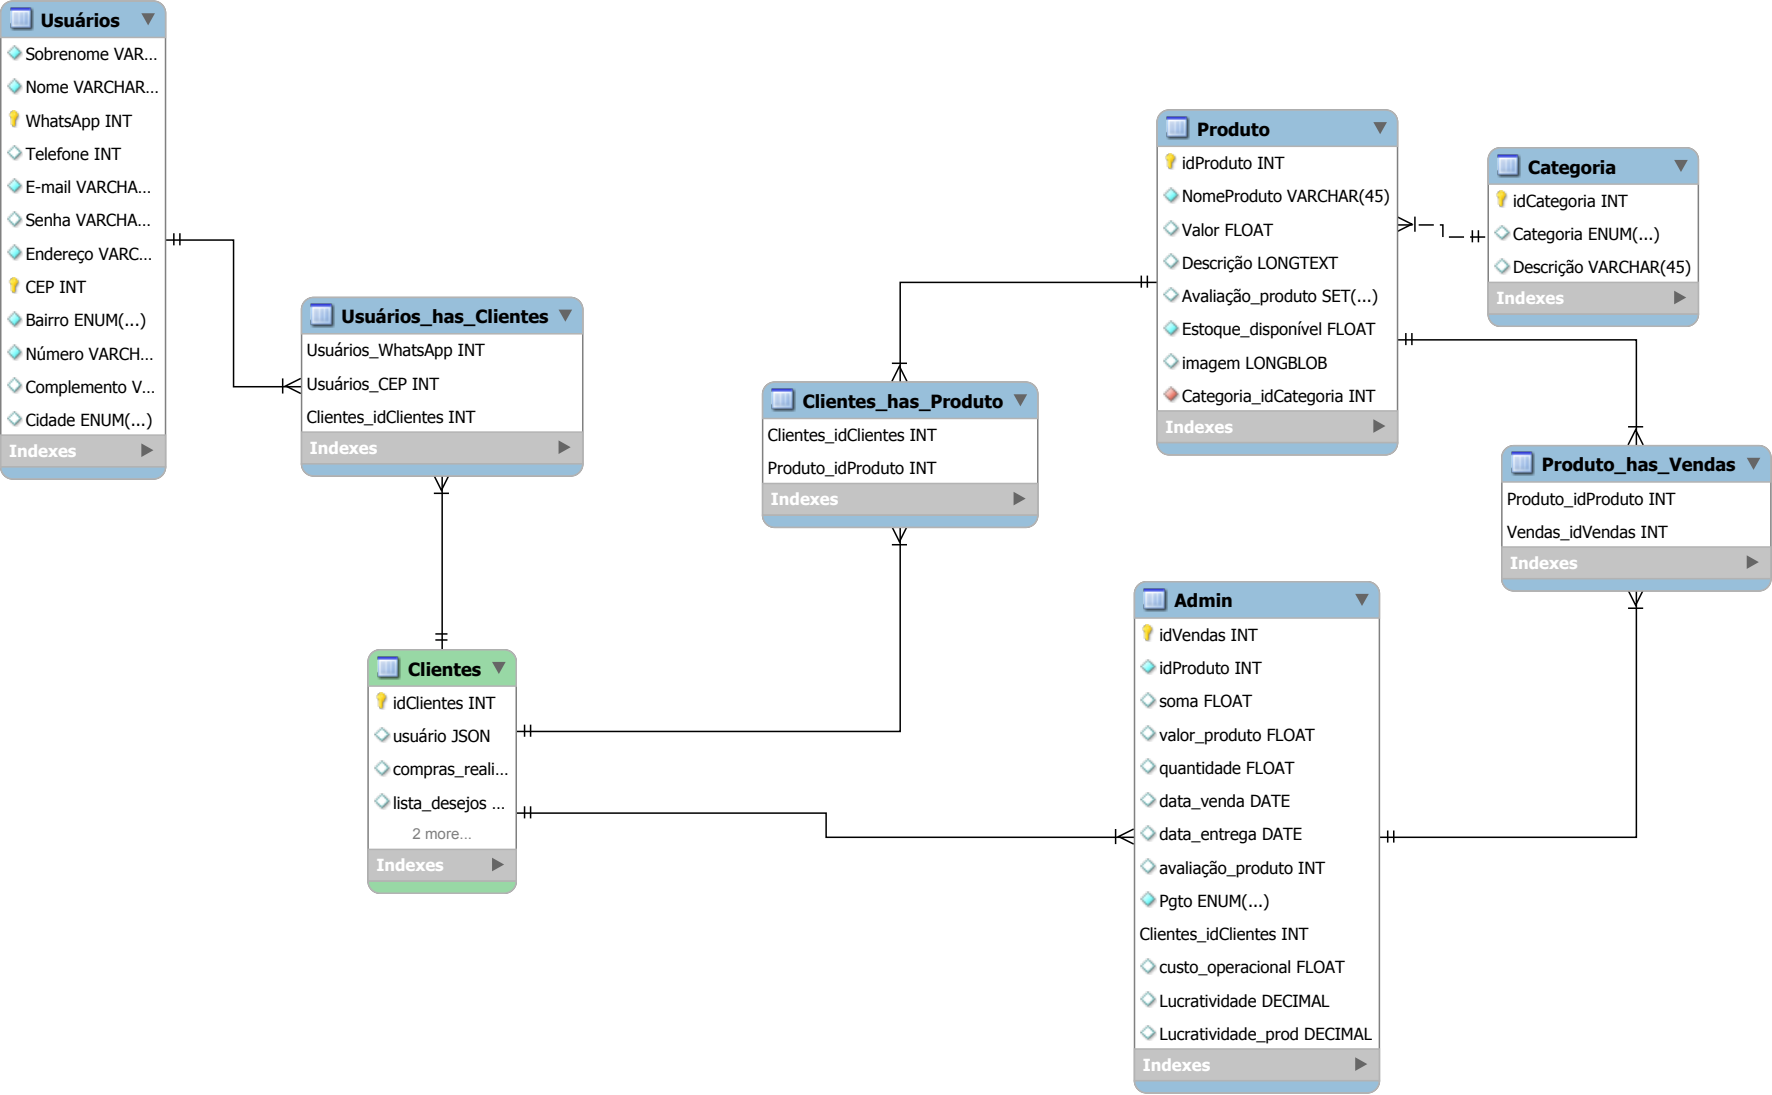 Usuários
Sobrenome VAR...
Nome VARCHAR...
WhatsApp INT
Telefone INT
E-mail VARCHA...
Senha VARCHA...
Endereço VARC...
CEP INT
Bairro ENUM(...)
Número VARCH...
Complemento V...
Cidade ENUM(...)
Indexes
Usuários_has_Clientes
Usuários_WhatsApp INT
Usuários_CEP INT
Clientes_idClientes INT
Indexes
Clientes
idClientes INT
usuário JSON
compras_reali...
lista_desejos ...
2 more...
Indexes
Clientes_has_Produto
Clientes_idClientes INT
Produto_idProduto INT
Indexes
Produto
idProduto INT
NomeProduto VARCHAR(45)
Valor FLOAT
Descrição LONGTEXT
Avaliação_produto SET(...)
Estoque_disponível FLOAT
imagem LONGBLOB
Categoria_idCategoria INT
Indexes
Categoria
idCategoria INT
Categoria ENUM(...)
Descrição VARCHAR(45)
Indexes
Produto_has_Vendas
Produto_idProduto INT
Vendas_idVendas INT
Indexes
Admin
idVendas INT
idProduto INT
soma FLOAT
valor_produto FLOAT
quantidade FLOAT
data_venda DATE
data_entrega DATE
avaliação_produto INT
Pgto ENUM(...)
Clientes_idClientes INT
custo_operacional FLOAT
Lucratividade DECIMAL
Lucratividade_prod DECIMAL
Indexes